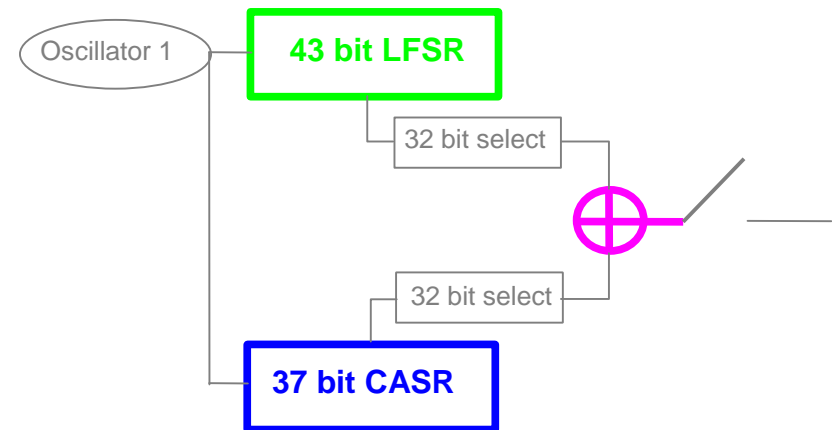 Oscillator 1
43 bit LFSR
32 bit select
32 bit select
37 bit CASR